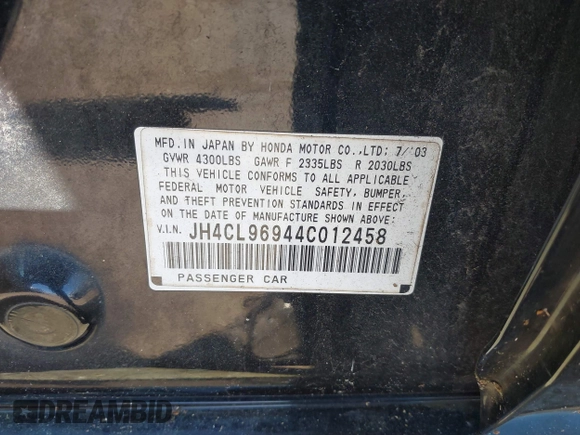 MFD.IN JAPAN BY HONDA MOTOR CO.,LTD: 7/'03
GVWR 4300LBS GAWR F 2335LBS R 2030LBS
THIS VEHICLE CONFORMS TO ALL APPLICABLE
FEDERAL MOTOR VEHICLE SAFETY, BUMPER,
AND THEFT PREVENTION STANDARDS IN EFFECT
ON THE DATE OF MANUFACTURE SHOWN ABOVE:
V.I.N. JH4CL96944C012458
PASSENGER CAR
DREAMBID